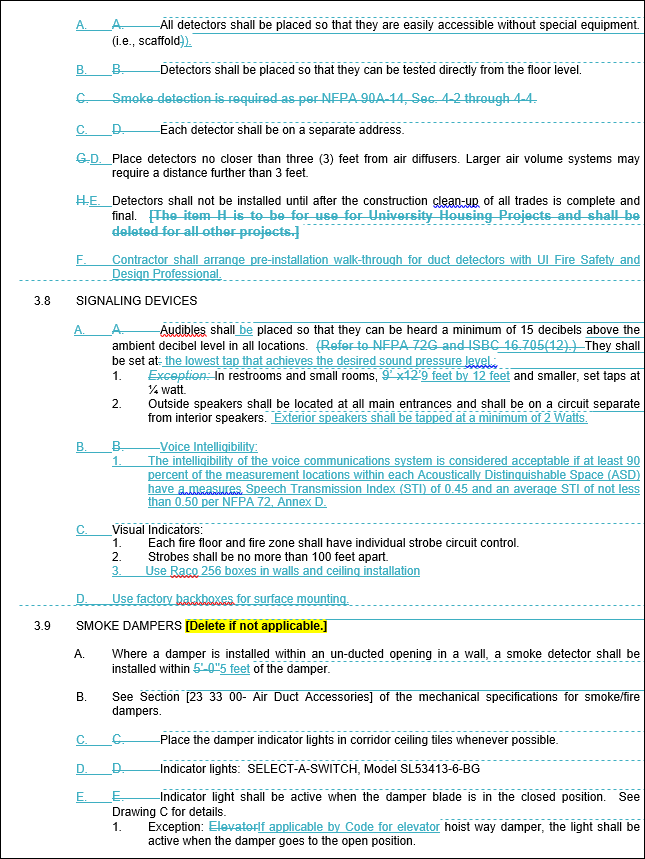 A. A. All detectors shall be placed so that they are easily accessible without special equipment.
(i.e., scaffold)).
B. B. Detectors shall be placed so that they can be tested directly from the floor level.
C. Smoke detection is required as per NFPA 90A-14, Sec. 4-2 through 4-4.
C. D. Each detector shall be on a separate address.
G.D. Place detectors no closer than three (3) feet from air diffusers. Larger air volume systems may
require a distance further than 3 feet.
H.E. Detectors shall not be installed until after the construction clean-up of all trades is complete and
final. [The item H is to be for use for University Housing Projects and shall be
deleted for all other projects.]
F. Contractor shall arrange pre-installation walk-through for duct detectors with UI Fire Safety and
Design Professional.
3.8 SIGNALING DEVICES
A. A. Audibles shall be placed so that they can be heard a minimum of 15 decibels above the
ambient decibel level in all locations. (Refer to NFPA 72G and ISBC 16.705(12).) They shall
be set at the lowest tap that achieves the desired sound pressure level.:
1. Exception: In restrooms and small rooms, 9' x12'9 feet by 12 feet and smaller, set taps at
¼ watt.
2. Outside speakers shall be located at all main entrances and shall be on a circuit separate
from interior speakers. Exterior speakers shall be tapped at a minimum of 2 Watts.
B. B. Voice Intelligibility:
1. The intelligibility of the voice communications system is considered acceptable if at least 90
percent of the measurement locations within each Acoustically Distinguishable Space (ASD)
have a measures Speech Transmission Index (STI) of 0.45 and an average STI of not less
than 0.50 per NFPA 72, Annex D.
C. Visual Indicators:
1. Each fire floor and fire zone shall have individual strobe circuit control.
2. Strobes shall be no more than 100 feet apart.
3. Use Raco 256 boxes in walls and ceiling installation
D. Use factory backboxes for surface mounting.
3.9 SMOKE DAMPERS [Delete if not applicable.]
A. Where a damper is installed within an un-ducted opening in a wall, a smoke detector shall be
installed within 5'-0"5 feet of the damper.
B. See Section [23 33 00- Air Duct Accessories] of the mechanical specifications for smoke/fire
dampers.
C. C. Place the damper indicator lights in corridor ceiling tiles whenever possible.
D. D. Indicator lights: SELECT-A-SWITCH, Model SL53413-6-BG
E. E. Indicator light shall be active when the damper blade is in the closed position. See
Drawing C for details.
1. Exception: ElevatorIf applicable by Code for elevator hoist way damper, the light shall be
active when the damper goes to the open position.